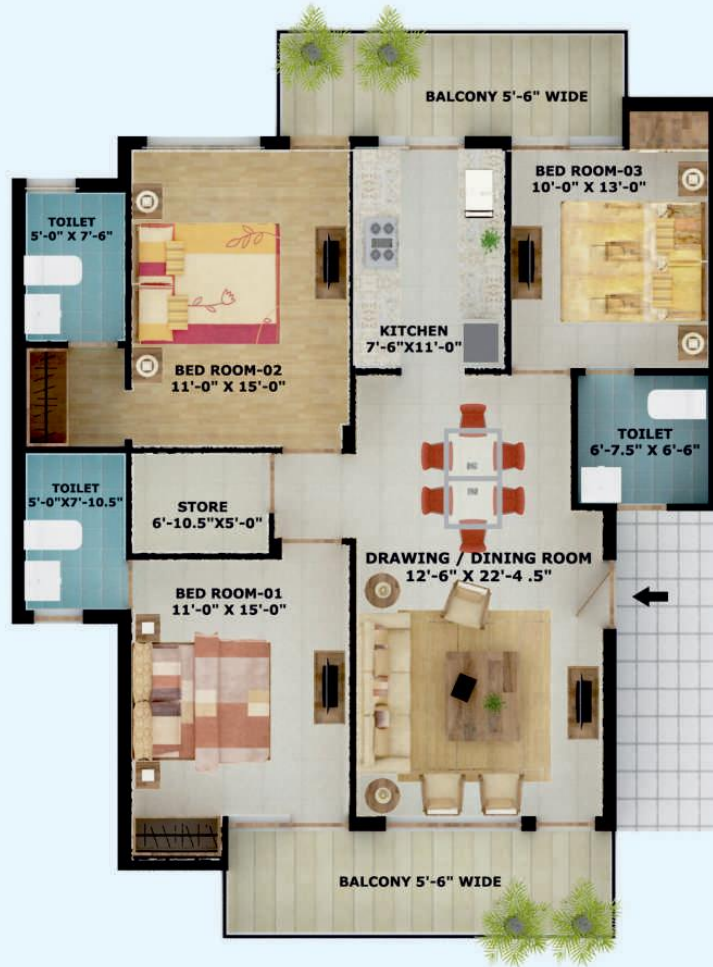 BALCONY 5'-6" WIDE
BED ROOM-03
10'-0" X 13'-0"
TOILET
5'-0" X 7'-6"
KITCHEN
7'-6"X11'-0"
BED ROOM-02
11'-0" X 15'-0"
TOILET
6'-7.5" X 6'-6"
TOILET
5'-0"X7'-10.5"
STORE
6'-10.5"X5'-0"
DRAWING / DINING ROOM
12'-6" X 22'-4 .5"
BED ROOM-01
11'-0" X 15'-0"
BALCONY 5'-6" WIDE